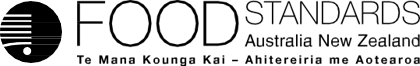 FOOD STANDARDS
Australia New Zealand
Te Mana Kounga Kai – Ahitereiria me Aotearoa